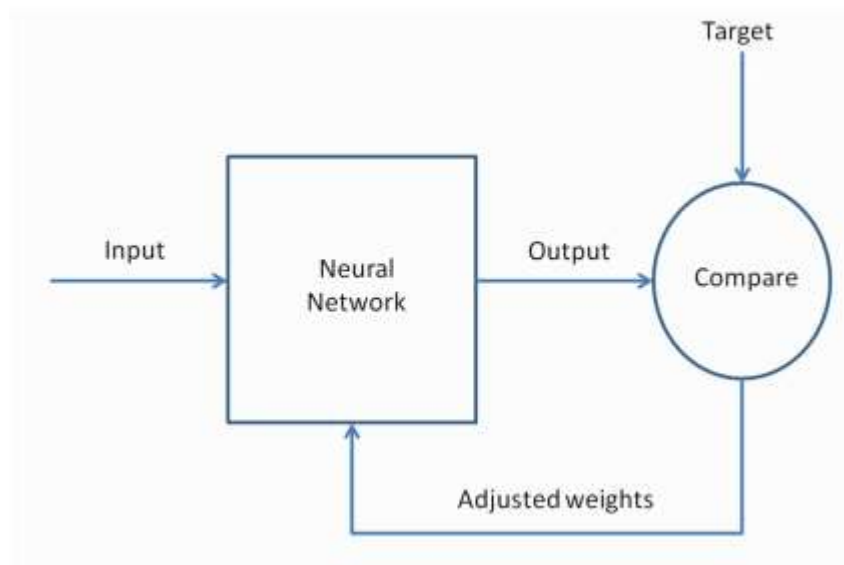 Target
Input
Neural
Network
Output
Compare
Adjusted weights